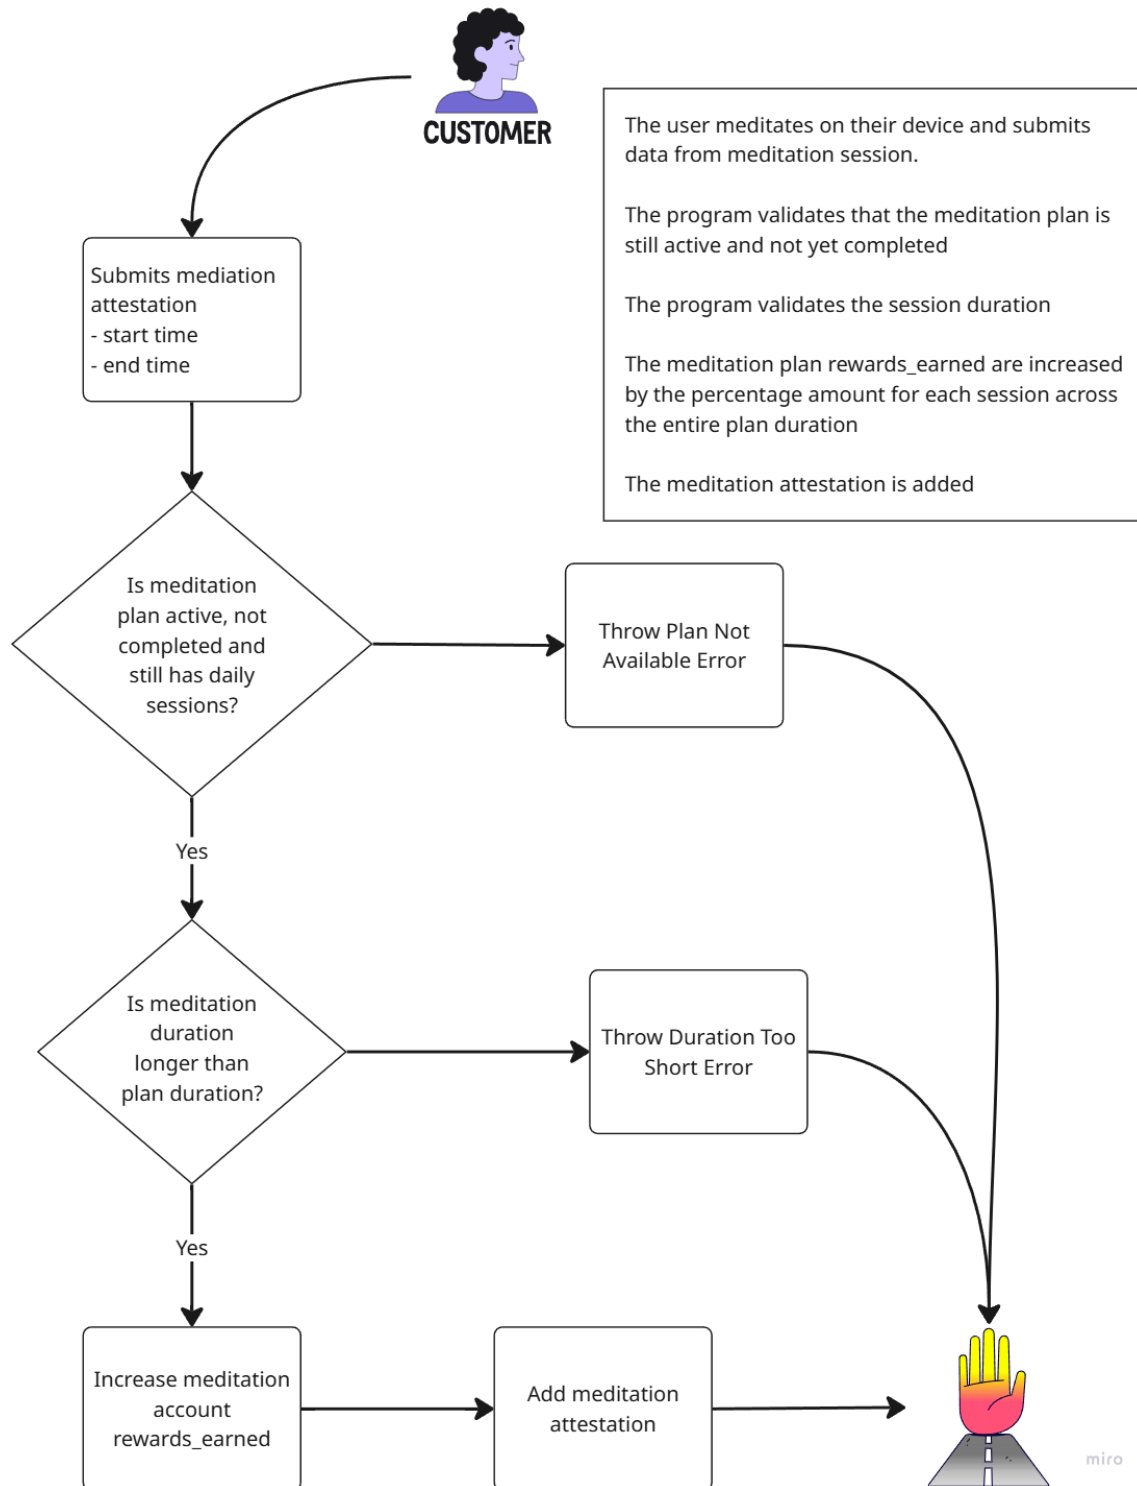 CUSTOMER
The user meditates on their device and submits
data from meditation session.
The program validates that the meditation plan is
still active and not yet completed
The program validates the session duration
The meditation plan rewards_earned are increased
by the percentage amount for each session across
the entire plan duration
The meditation attestation is added
Submits mediation
attestation
- start time
- end time
Is meditation
plan active, not
completed and
still has daily
sessions?
Throw Plan Not
Available Error
Yes
Is meditation
duration
longer than
plan duration?
Throw Duration Too
Short Error
Yes
Increase meditation
account
rewards_earned
Add meditation
attestation
miro